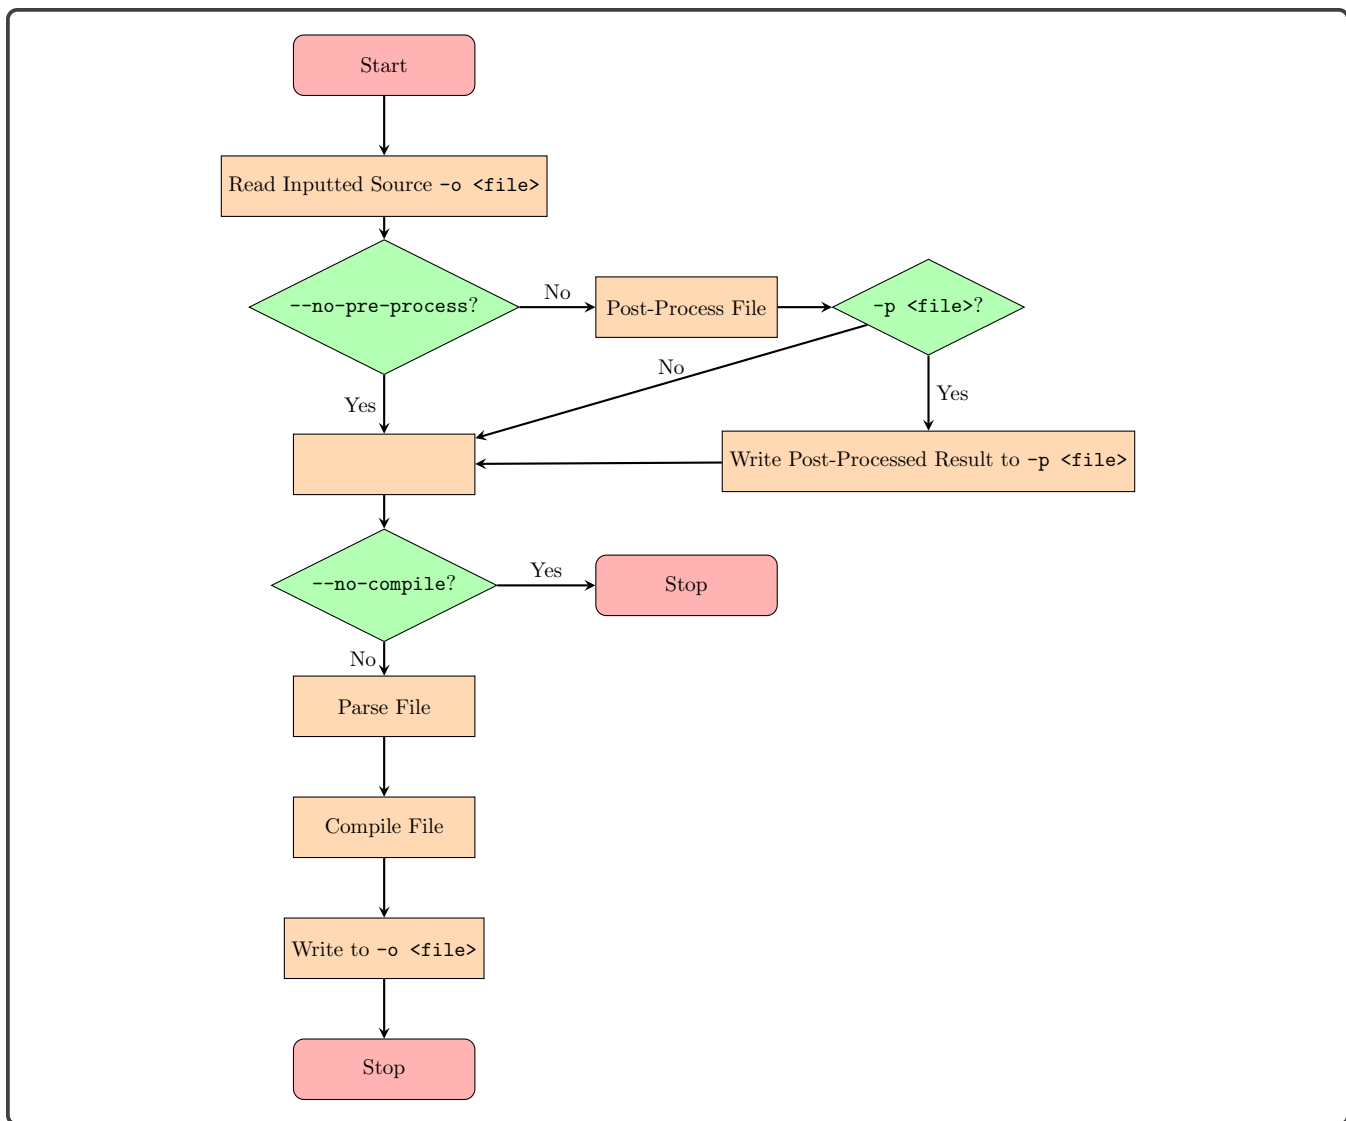 Start
Read Inputted Source -o <file>
--no-pre-process?
No
Post-Process File
-p <file>?
No
Yes
Yes
Write Post-Processed Result to -p <file>
--no-compile?
Yes
Stop
No
Parse File
Compile File
Write to -o <file>
Stop